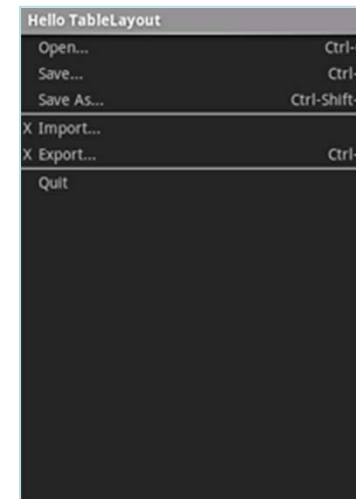 Hello TableLayout
Open... Ctrl-
Save... Ctrl-
Save As... Ctrl-Shift-
X Import...
X Export... Ctrl-
Quit